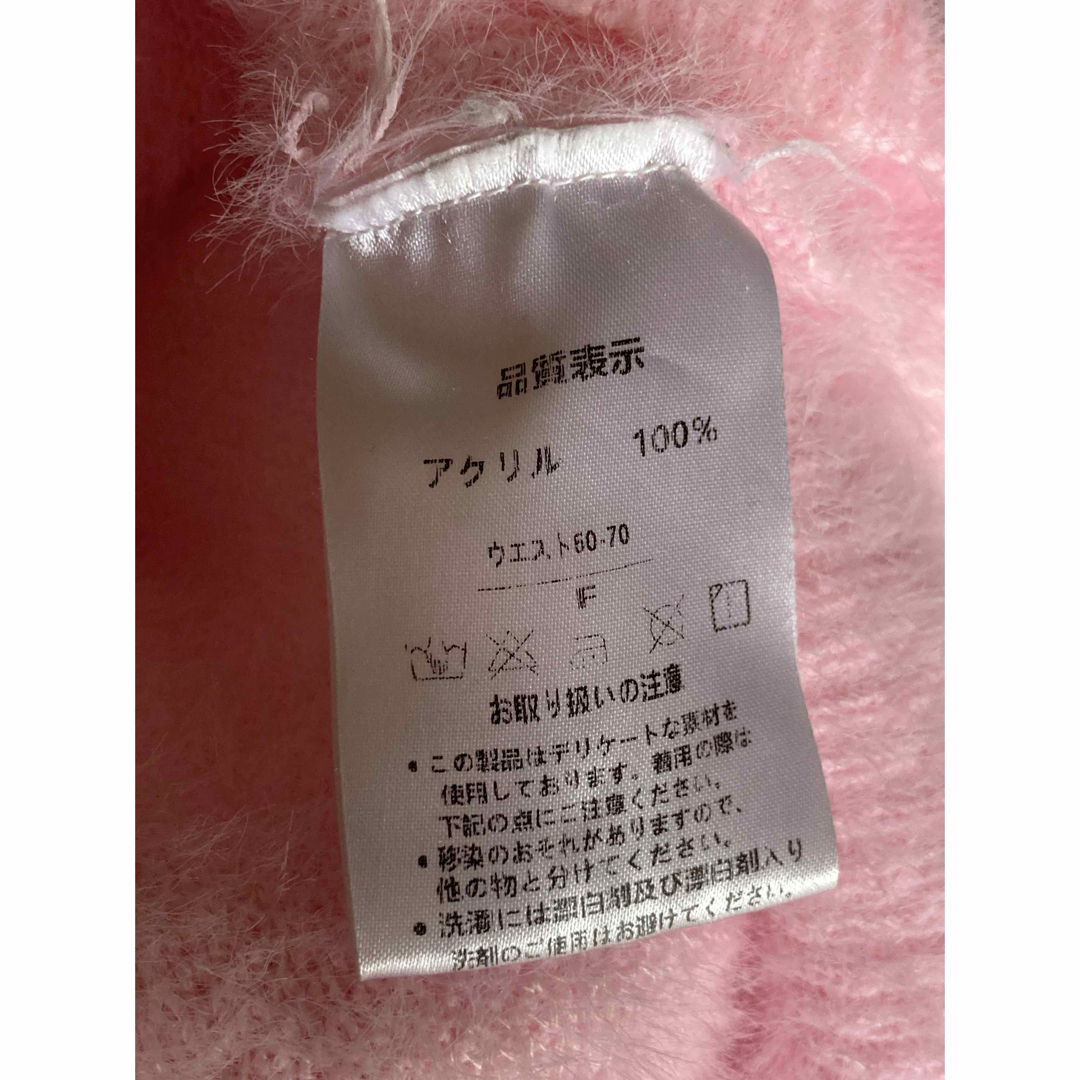 品質表示
アクリル 100%
ウエスト60-70
F
お取り扱いの注意
• この製品はデリケートな素材を
使用しております。着用の際は
下記の点にご注意ください。
• 移染のおそれがありますので、
他の物と分けてください。
• 洗濯には漂白剤及び漂白剤入り
洗剤のご使用はお避けてください。